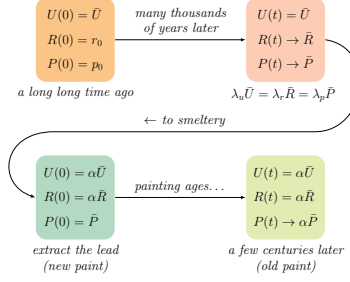 U(0) = Ū
R(0) = r₀
P(0) = p₀
a long long time ago
many thousands
of years later
U(t) = Ū
R(t) → R̄
P(t) → P̄
λᵤŪ = λᵣR̄ = λₚP̄
← to smeltery
U(0) = αŪ
R(0) = αR̄
P(0) = P̄
extract the lead
(new paint)
painting ages...
U(t) = αŪ
R(t) = αR̄
P(t) → αŪ
a few centuries later
(old paint)